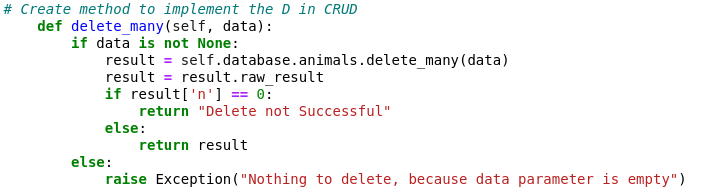 # Create method to implement the D in CRUD
    def delete_many(self, data):
        if data is not None:
            result = self.database.animals.delete_many(data)
            result = result.raw_result
            if result['n'] == 0:
                return "Delete not Successful"
            else:
                return result
        else:
            raise Exception("Nothing to delete, because data parameter is empty")